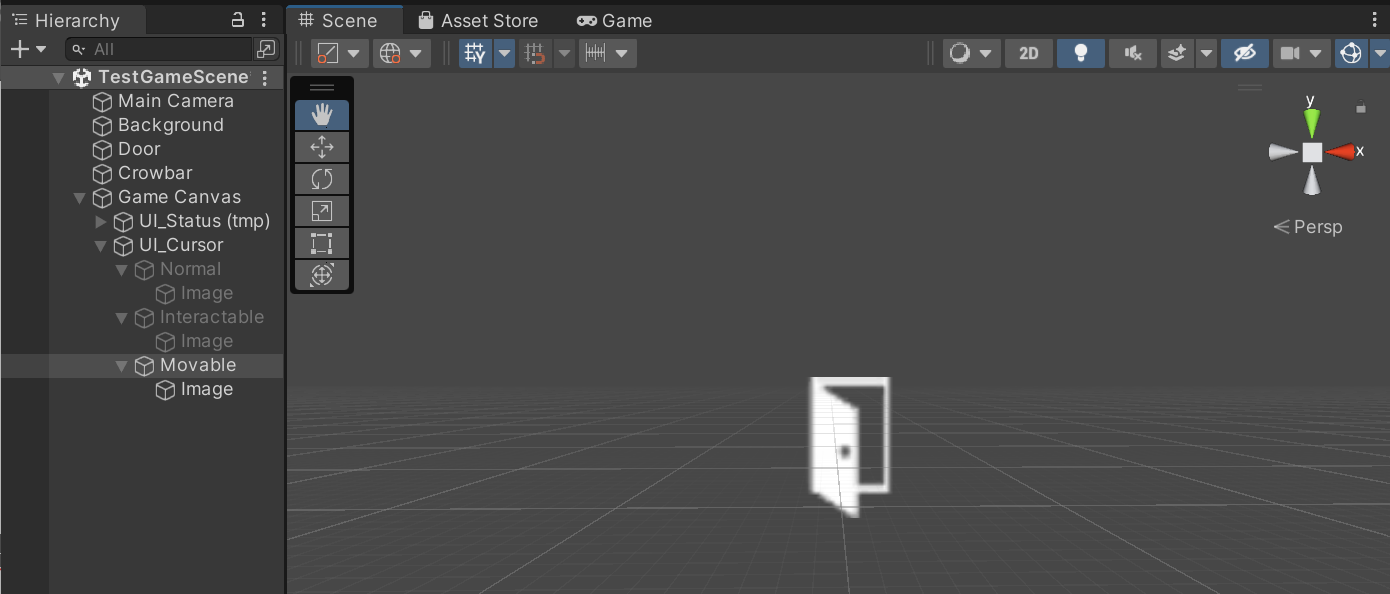 Hierarchy
Scene
Asset Store
Game
All
2D
TestGameScene
Main Camera
Background
Door
Crowbar
Game Canvas
UI_Status (tmp)
UI_Cursor
Normal
Image
Interactable
Image
Movable
Image
y
x
Persp